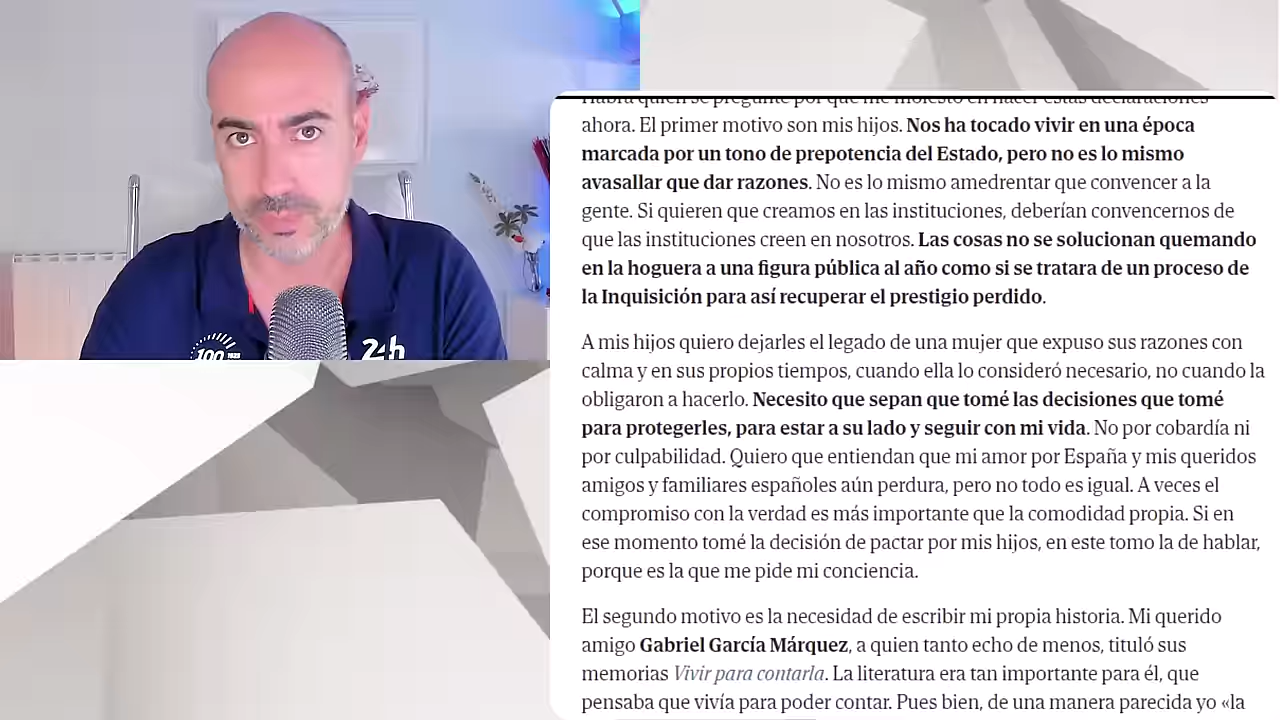 100
24h
Habrá quien se pregunte por qué me molesto en hacer estas declaraciones
ahora. El primer motivo son mis hijos. Nos ha tocado vivir en una época
marcada por un tono de prepotencia del Estado, pero no es lo mismo
avasallar que dar razones. No es lo mismo amedrentar que convencer a la
gente. Si quieren que creamos en las instituciones, deberían convencernos de
que las instituciones creen en nosotros. Las cosas no se solucionan quemando
en la hoguera a una figura pública al año como si se tratara de un proceso de
la Inquisición para así recuperar el prestigio perdido.
A mis hijos quiero dejarles el legado de una mujer que expuso sus razones con
calma y en sus propios tiempos, cuando ella lo consideró necesario, no cuando la
obligaron a hacerlo. Necesito que sepan que tomé las decisiones que tomé
para protegerles, para estar a su lado y seguir con mi vida. No por cobardía ni
por culpabilidad. Quiero que entiendan que mi amor por España y mis queridos
amigos y familiares españoles aún perdura, pero no todo es igual. A veces el
compromiso con la verdad es más importante que la comodidad propia. Si en
ese momento tomé la decisión de pactar por mis hijos, en este tomo la de hablar,
porque es la que me pide mi conciencia.
El segundo motivo es la necesidad de escribir mi propia historia. Mi querido
amigo Gabriel García Márquez, a quien tanto echo de menos, tituló sus
memorias Vivir para contarla. La literatura era tan importante para él, que
pensaba que vivía para poder contar. Pues bien, de una manera parecida yo «la